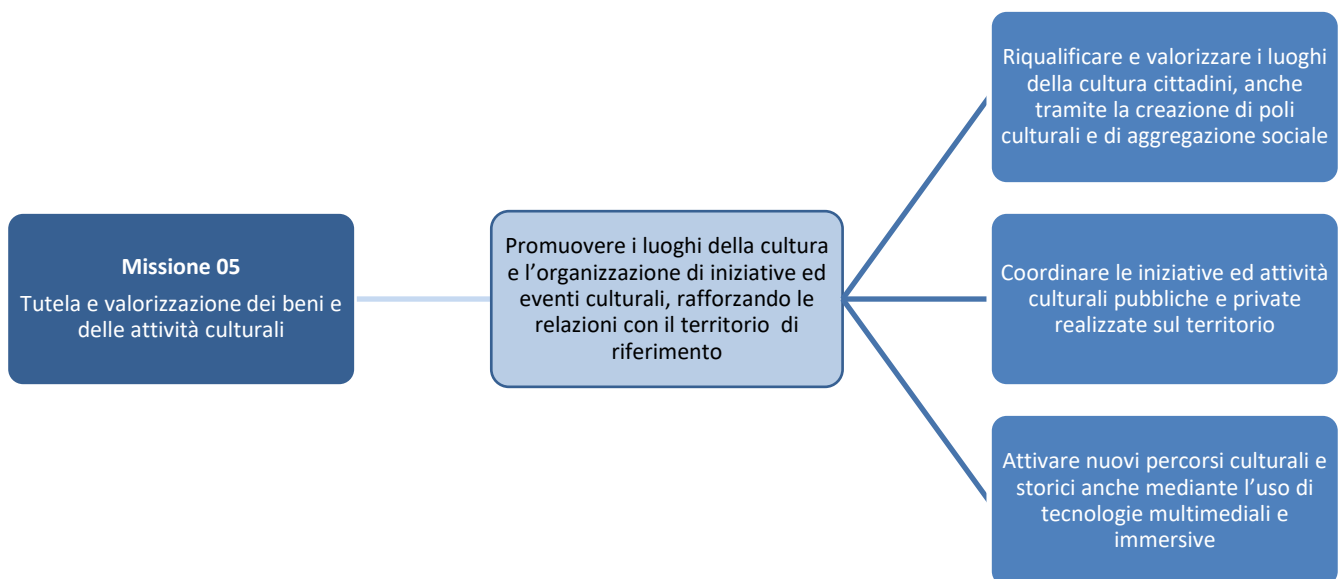 Missione 05
Tutela e valorizzazione dei beni e
delle attività culturali
Promuovere i luoghi della cultura
e l’organizzazione di iniziative ed
eventi culturali, rafforzando le
relazioni con il territorio di
riferimento
Riqualificare e valorizzare i luoghi
della cultura cittadini, anche
tramite la creazione di poli
culturali e di aggregazione sociale
Coordinare le iniziative ed attività
culturali pubbliche e private
realizzate sul territorio
Attivare nuovi percorsi culturali e
storici anche mediante l’uso di
tecnologie multimediali e
immersive